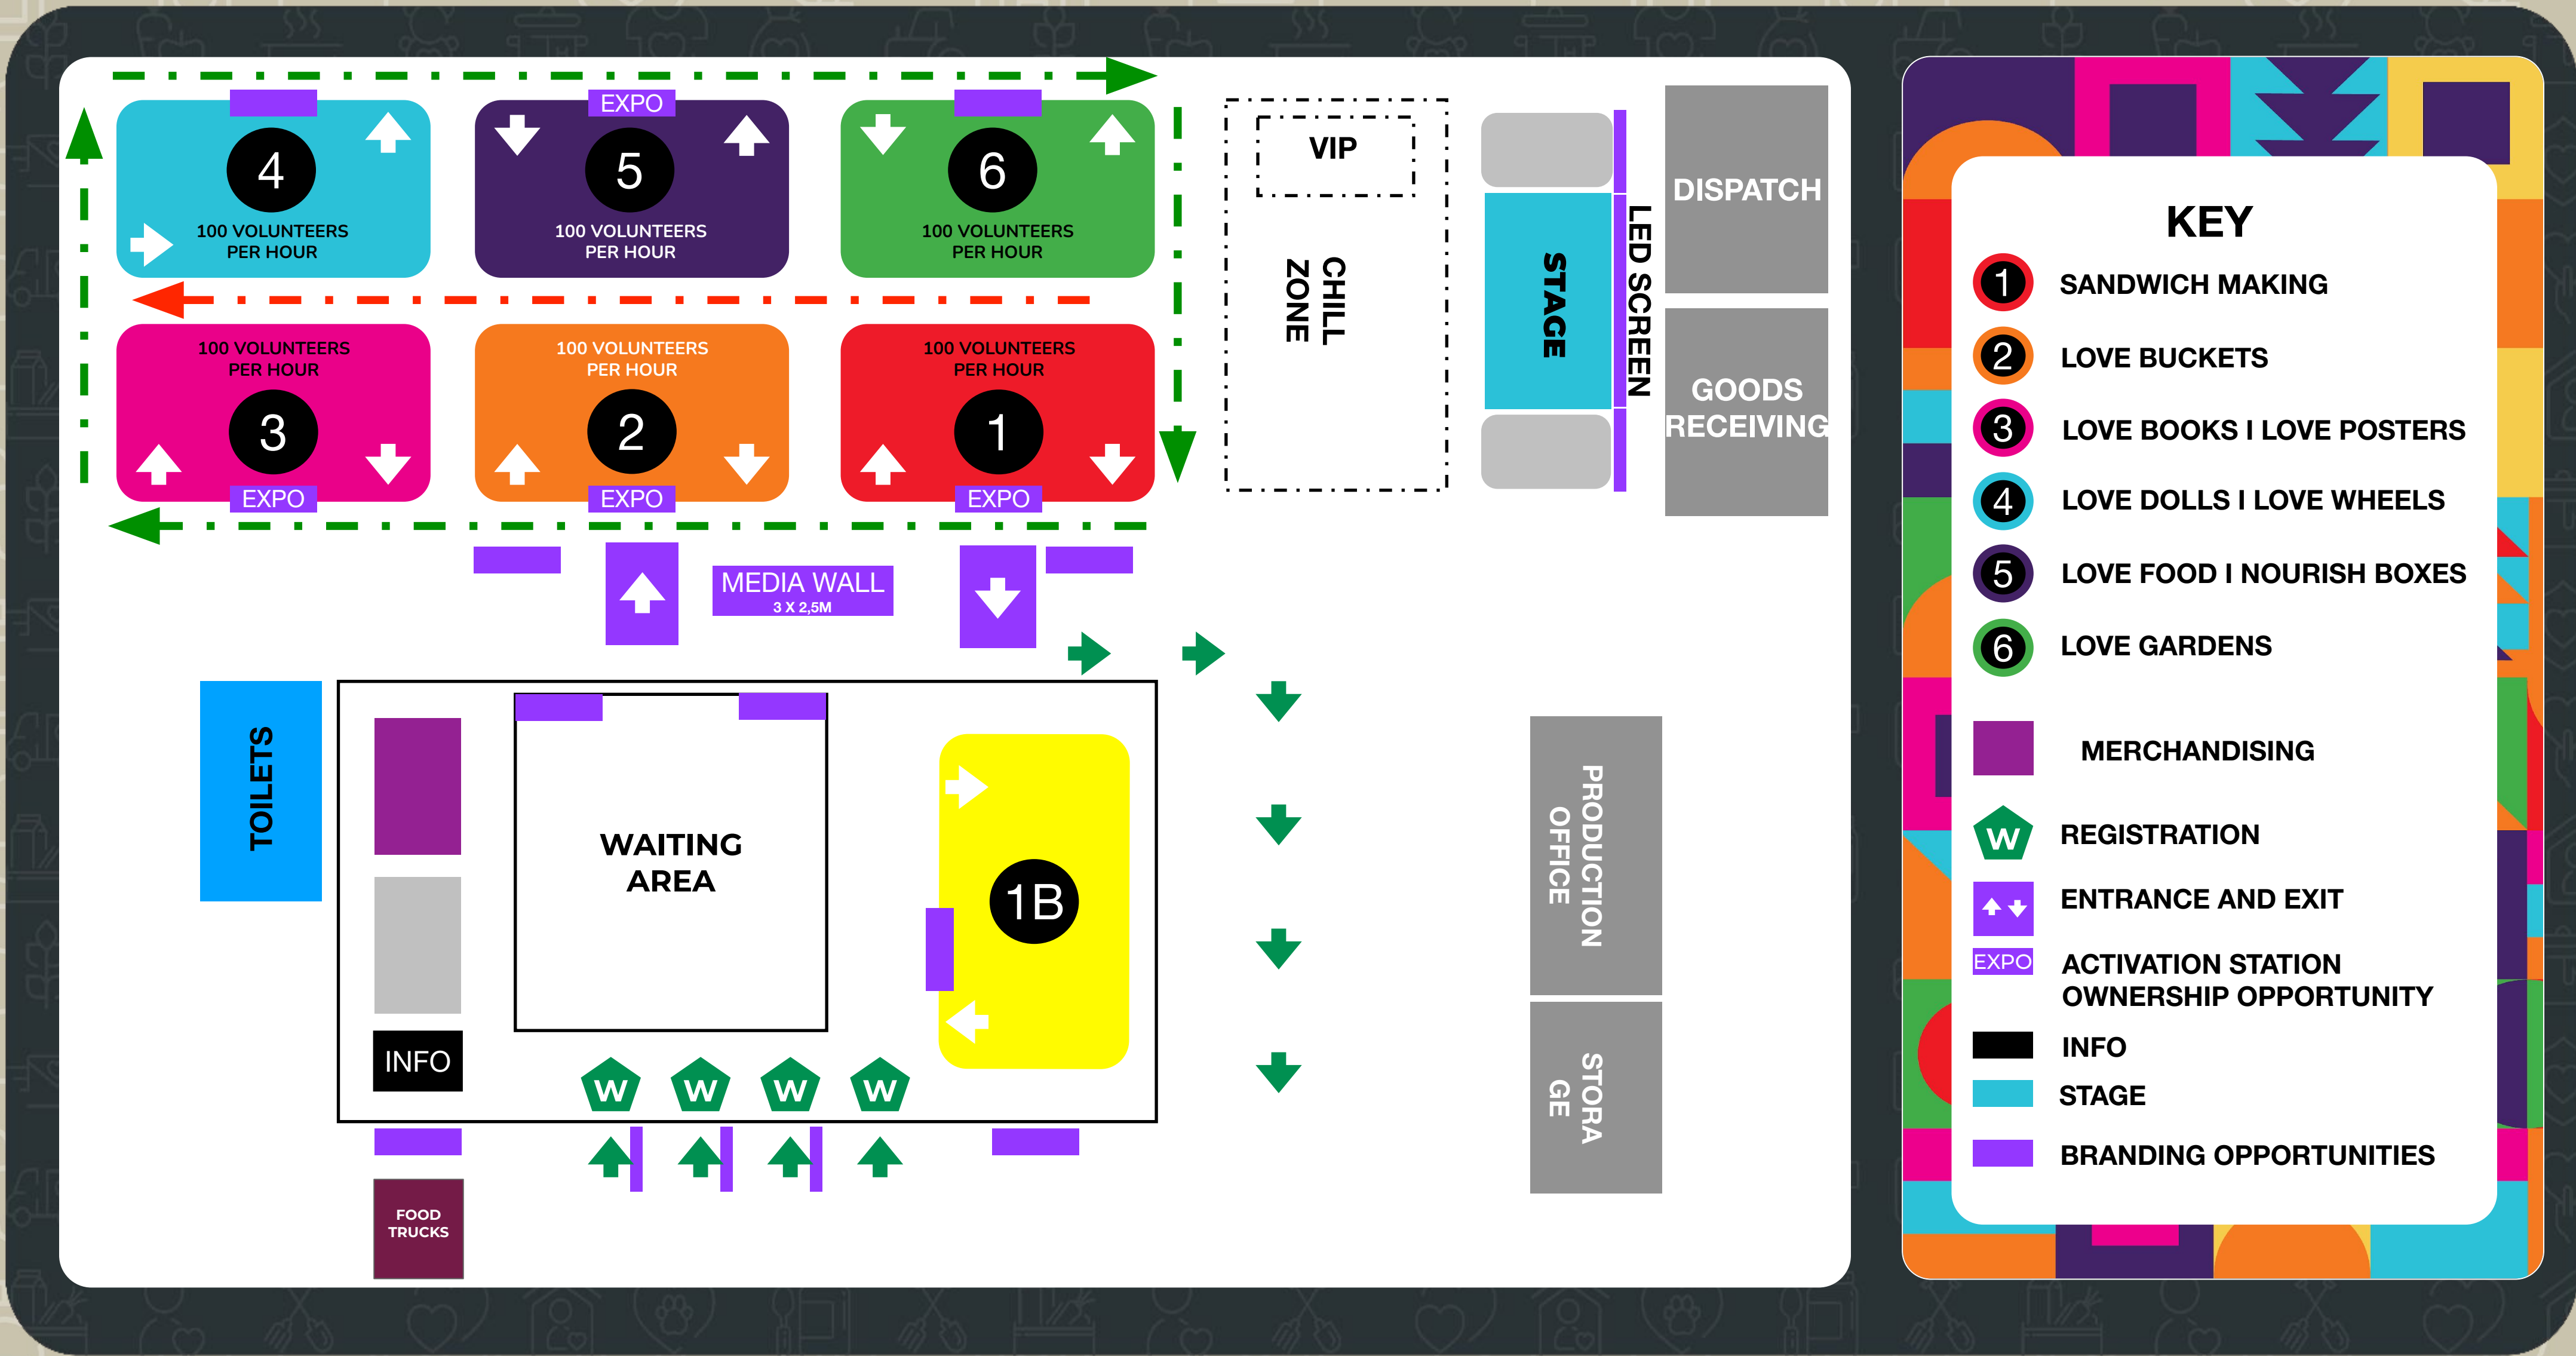 EXPO
4
5
6
100 VOLUNTEERS
PER HOUR
100 VOLUNTEERS
PER HOUR
100 VOLUNTEERS
PER HOUR
100 VOLUNTEERS
PER HOUR
100 VOLUNTEERS
PER HOUR
100 VOLUNTEERS
PER HOUR
3
2
1
EXPO
EXPO
EXPO
VIP
CHILL
ZONE
STAGE
LED SCREEN
DISPATCH
GOODS
RECEIVING
MEDIA WALL
3 X 2,5M
TOILETS
WAITING
AREA
1B
INFO
W
W
W
W
FOOD
TRUCKS
PRODUCTION
OFFICE
STORA
GE
KEY
1 SANDWICH MAKING
2 LOVE BUCKETS
3 LOVE BOOKS I LOVE POSTERS
4 LOVE DOLLS I LOVE WHEELS
5 LOVE FOOD I NOURISH BOXES
6 LOVE GARDENS
MERCHANDISING
W REGISTRATION
ENTRANCE AND EXIT
EXPO ACTIVATION STATION
OWNERSHIP OPPORTUNITY
INFO
STAGE
BRANDING OPPORTUNITIES